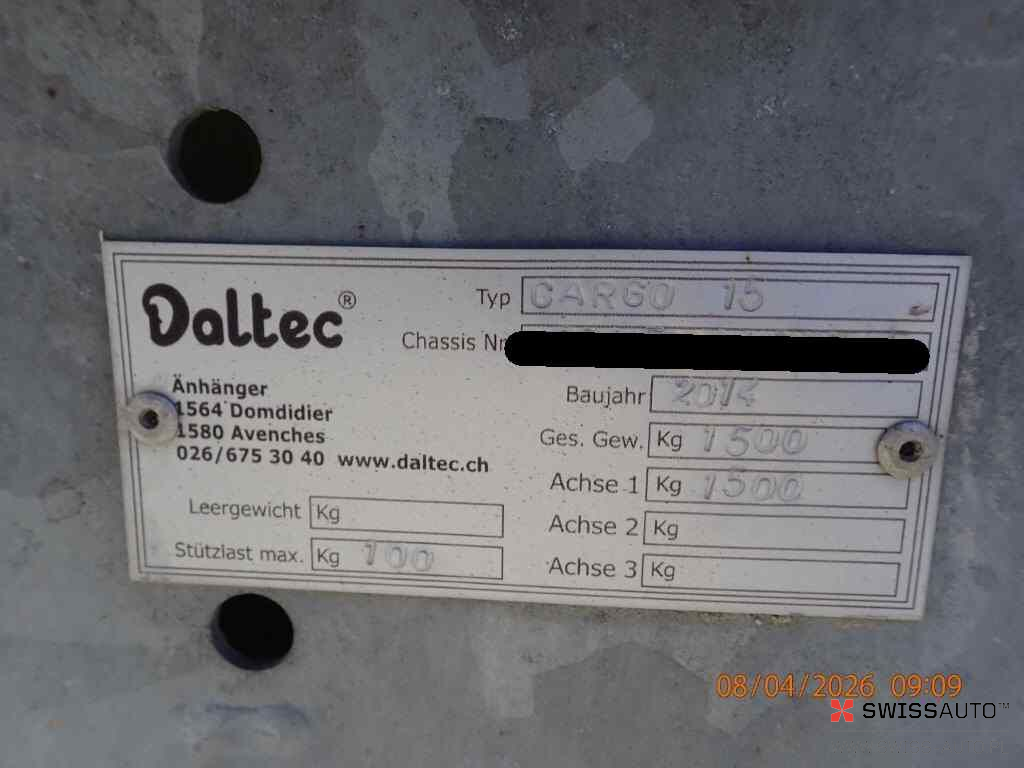 Daltec®
Änhänger
1564 Domdidier
1580 Avenches
026/675 30 40 www.daltec.ch
Leergewicht Kg
Stützlast max. Kg 100
Typ CARGO 15
Chassis Nr
Baujahr 2014
Ges. Gew. Kg 1500
Achse 1 Kg 1500
Achse 2 Kg
Achse 3 Kg
08/04/2026 09:09
SWISSAUTO™